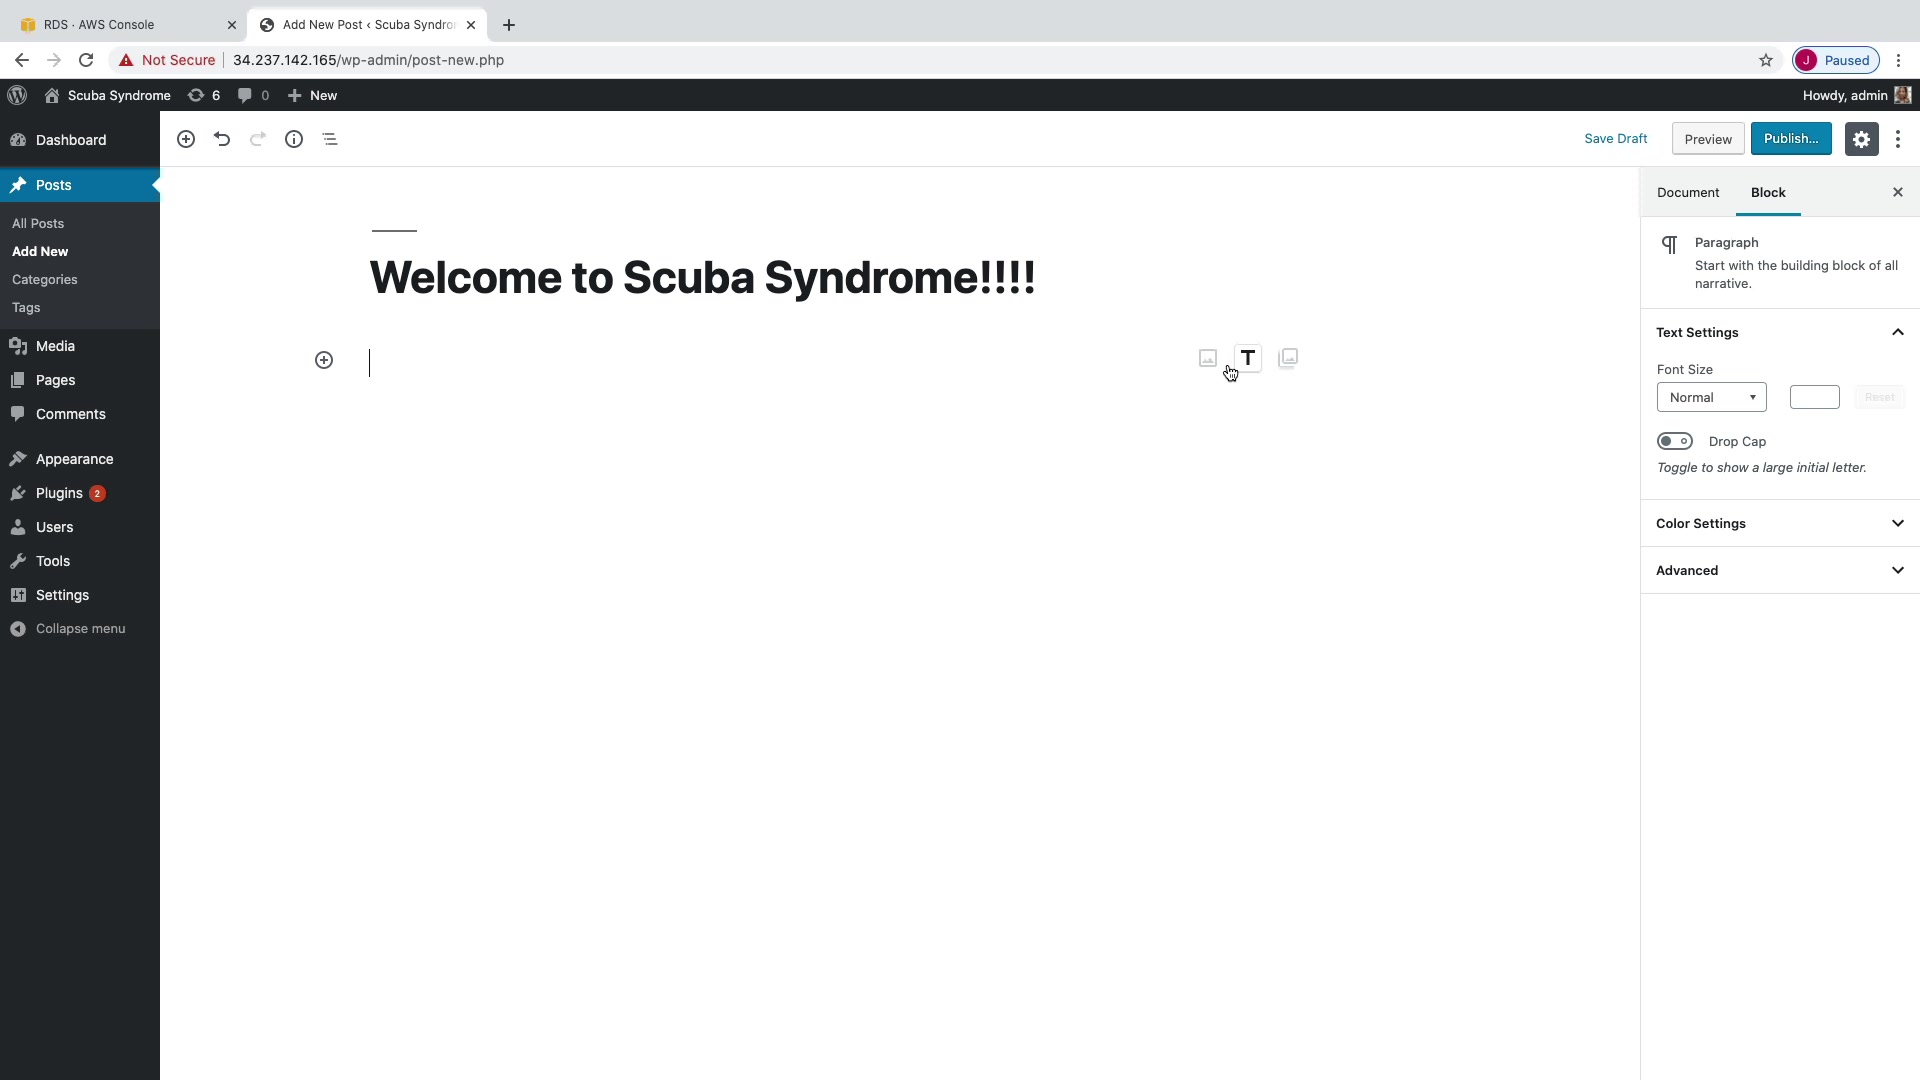 RDS · AWS Console
Add New Post ‹ Scuba Syndro
Not Secure
34.237.142.165/wp-admin/post-new.php
J
Paused
Scuba Syndrome
6
0
New
Howdy, admin
Dashboard
Save Draft
Preview
Publish...
Posts
All Posts
Add New
Categories
Tags
Media
Pages
Comments
Appearance
Plugins 2
Users
Tools
Settings
Collapse menu
Welcome to Scuba Syndrome!!!!
T
Document
Block
Paragraph
Start with the building block of all
narrative.
Text Settings
Font Size
Normal
Reset
Drop Cap
Toggle to show a large initial letter.
Color Settings
Advanced